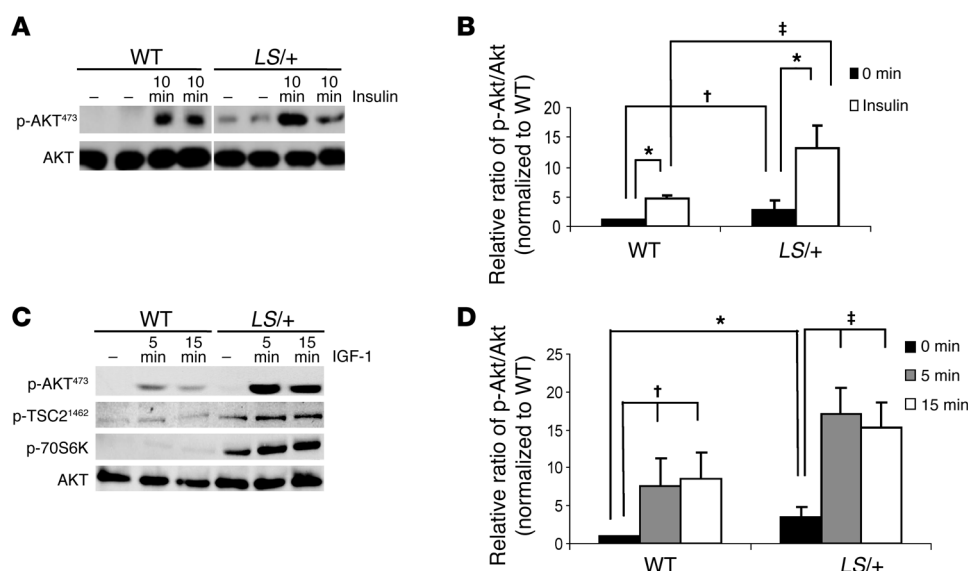 A
WT LS/+
– – 10 min 10 min – – 10 min 10 min Insulin
p-AKT473
AKT
B
Relative ratio of p-Akt/Akt
(normalized to WT)
20
15
10
5
0
WT LS/+
* † * ‡
0 min
Insulin
C
WT LS/+
– 5 min 15 min – 5 min 15 min IGF-1
p-AKT473
p-TSC21462
p-70S6K
AKT
D
Relative ratio of p-Akt/Akt
(normalized to WT)
25
20
15
10
5
0
WT LS/+
† * ‡
0 min
5 min
15 min